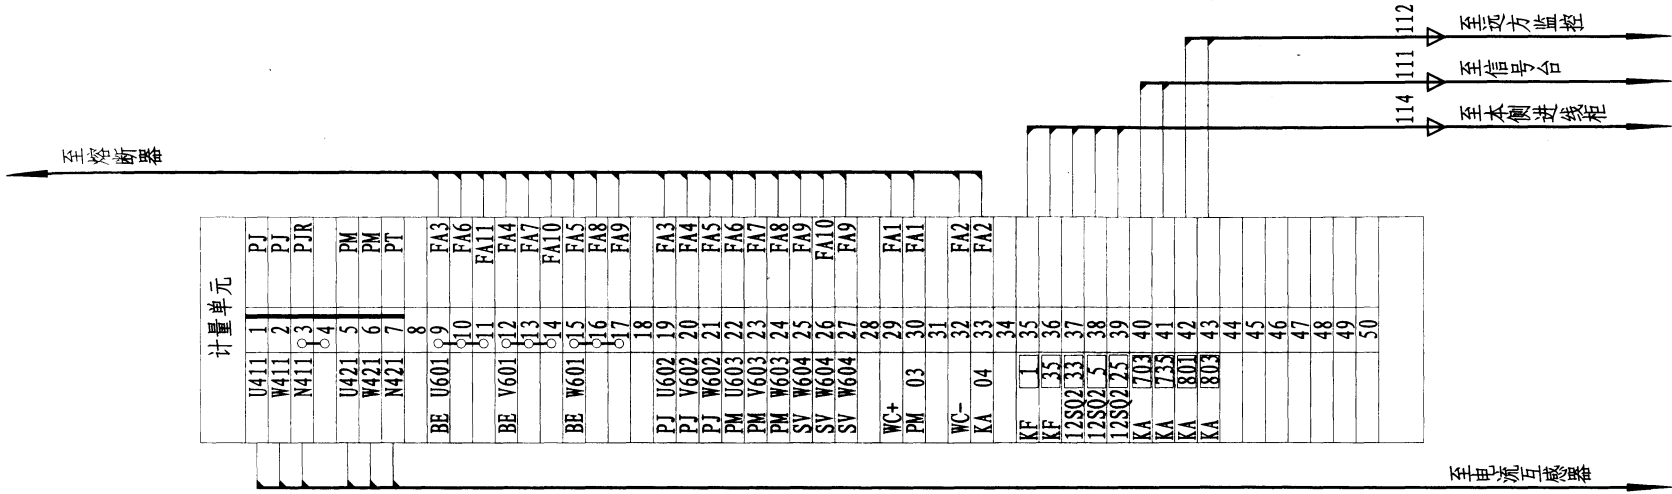 计量单元
U411 1 PJ
W411 2 PJ
N411 3 PJR
4
U421 5 PM
W421 6 PM
N421 7 PT
8
BE U601 9 FA3
10 FA6
11 FA11
BE V601 12 FA4
13 FA7
14 FA10
BE W601 15 FA5
16 FA8
17 FA9
18
PJ U602 19 FA3
PJ V602 20 FA4
PJ W602 21 FA5
PM U603 22 FA6
PM V603 23 FA7
PM W603 24 FA8
SV W604 25 FA9
SV W604 26 FA10
SV W604 27 FA9
28
WC+ 29 FA1
PM 03 30 FA1
31
WC- 32 FA2
KA 04 33 FA2
34
KF 1 35
KF 35 36
12SQ2 33 37
12SQ2 5 38
12SQ2 25 39
KA 703 40
KA 735 41
KA 801 42
KA 803 43
44
45
46
47
48
49
50
至熔断器
114 至本侧进线柜
111 至信号台
112 至远方监控
至电流互感器